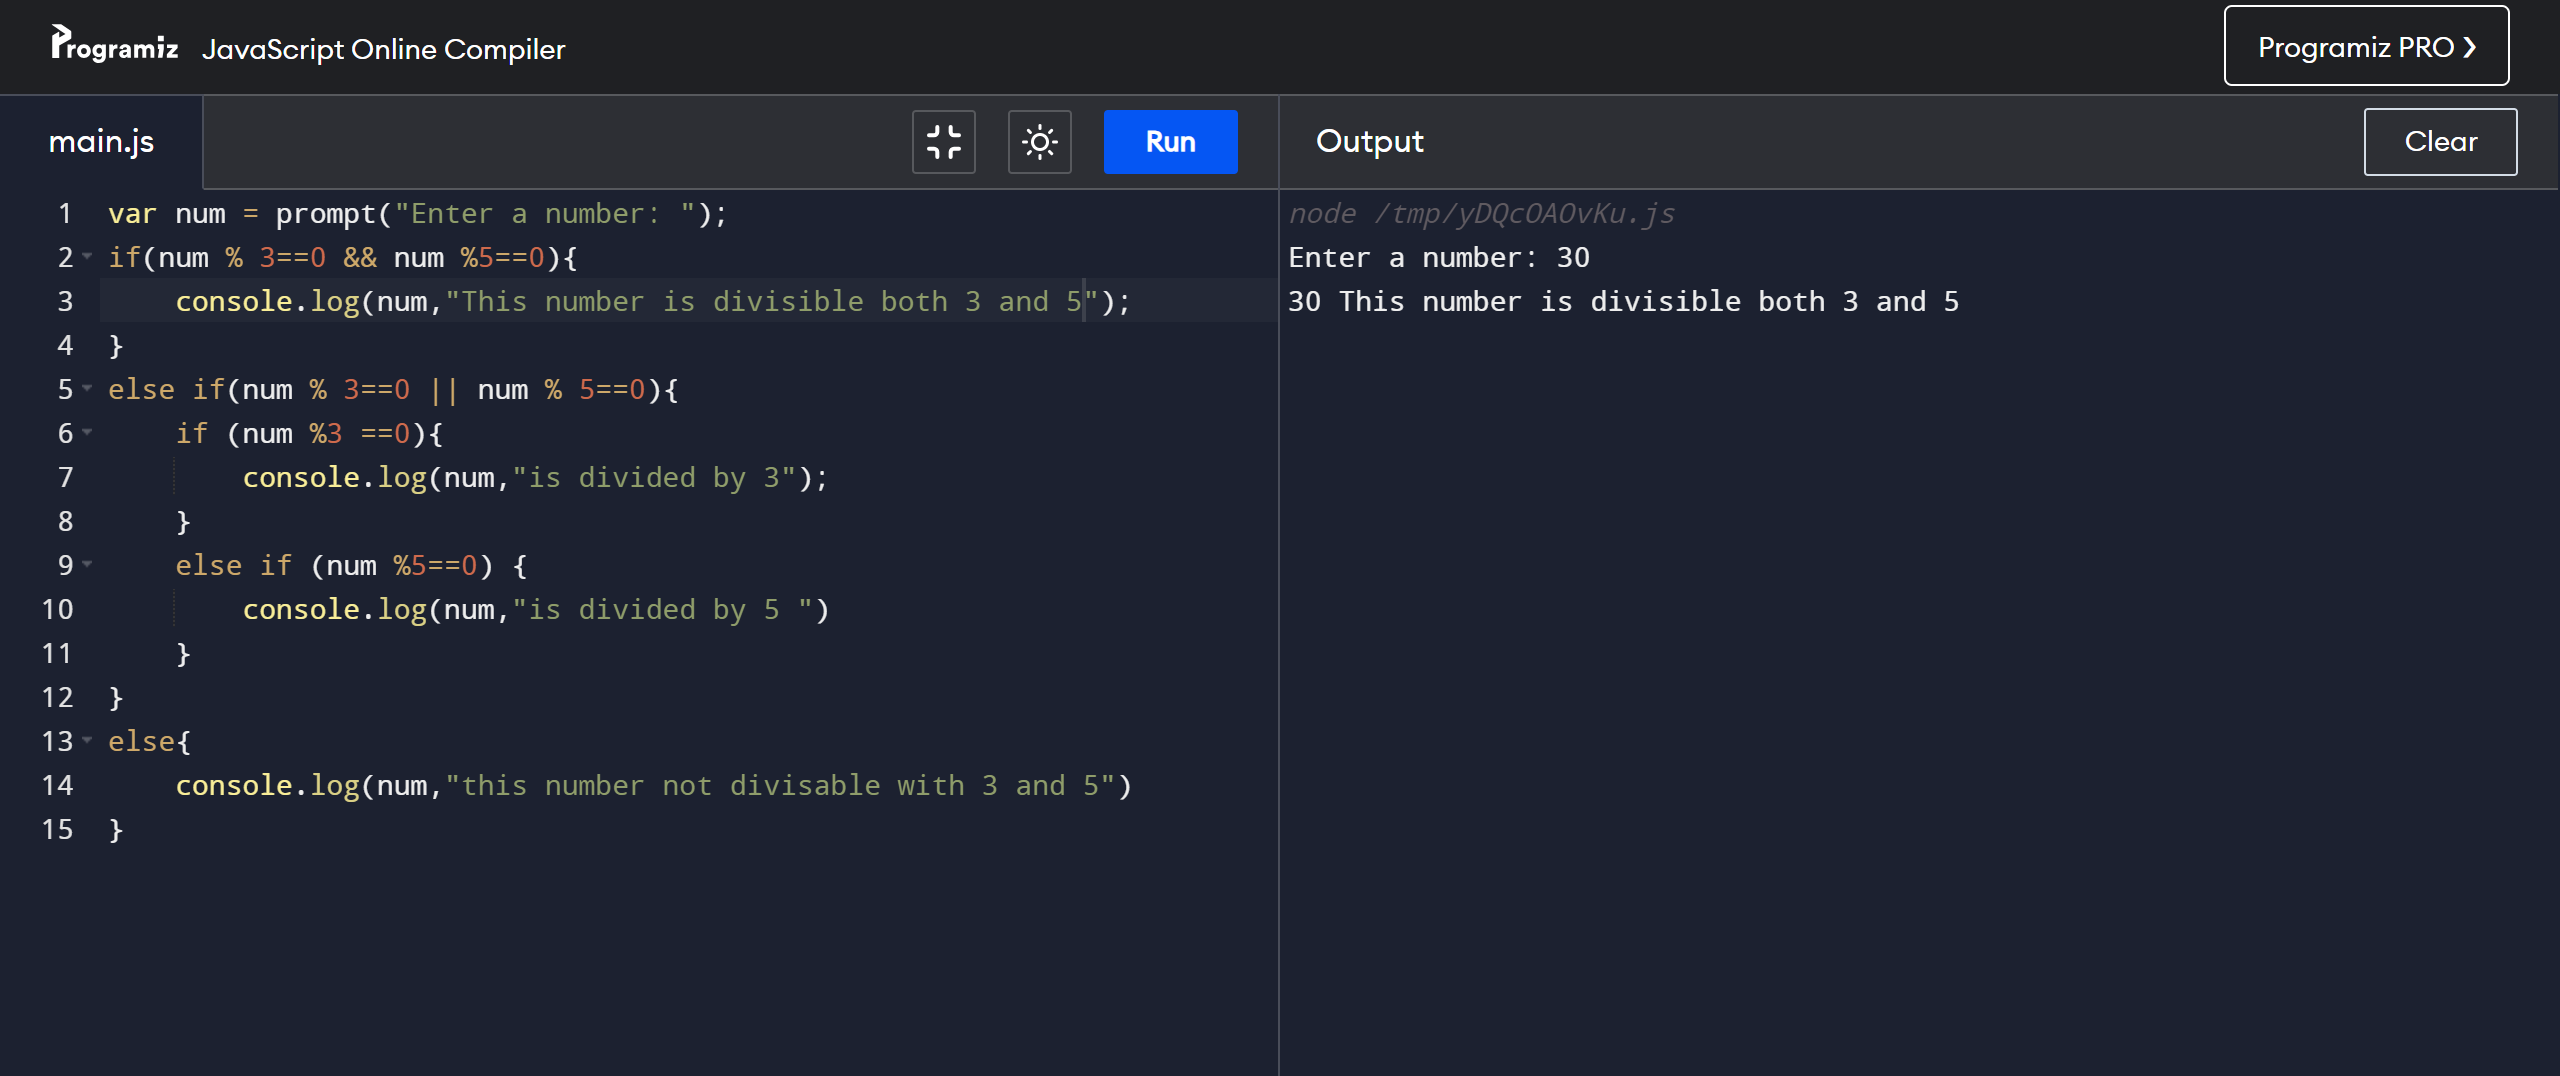 Programiz JavaScript Online Compiler
Programiz PRO ❯
main.js
Run
Output
Clear
1 var num = prompt("Enter a number: ");
2 if(num % 3==0 && num %5==0){
3     console.log(num,"This number is divisible both 3 and 5");
4 }
5 else if(num % 3==0 || num % 5==0){
6     if (num %3 ==0){
7         console.log(num,"is divided by 3");
8     }
9     else if (num %5==0) {
10         console.log(num,"is divided by 5 ")
11     }
12 }
13 else{
14     console.log(num,"this number not divisable with 3 and 5")
15 }
node /tmp/yDQcOAOvKu.js
Enter a number: 30
30 This number is divisible both 3 and 5